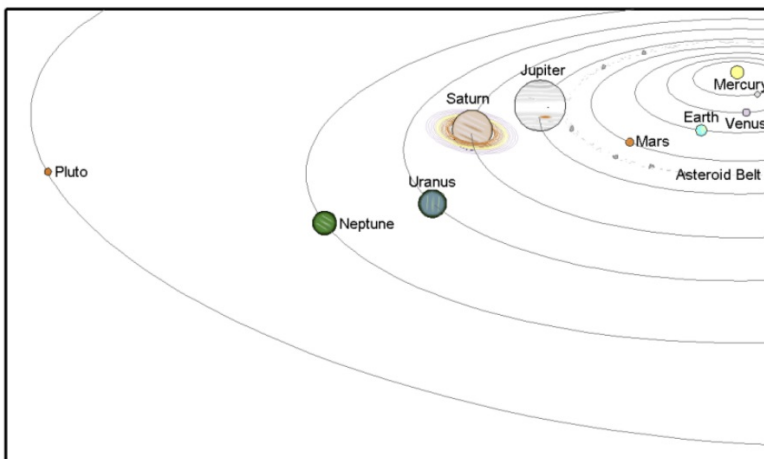 Jupiter
Mercury
Saturn
Earth
Venus
Mars
Pluto
Asteroid Belt
Uranus
Neptune